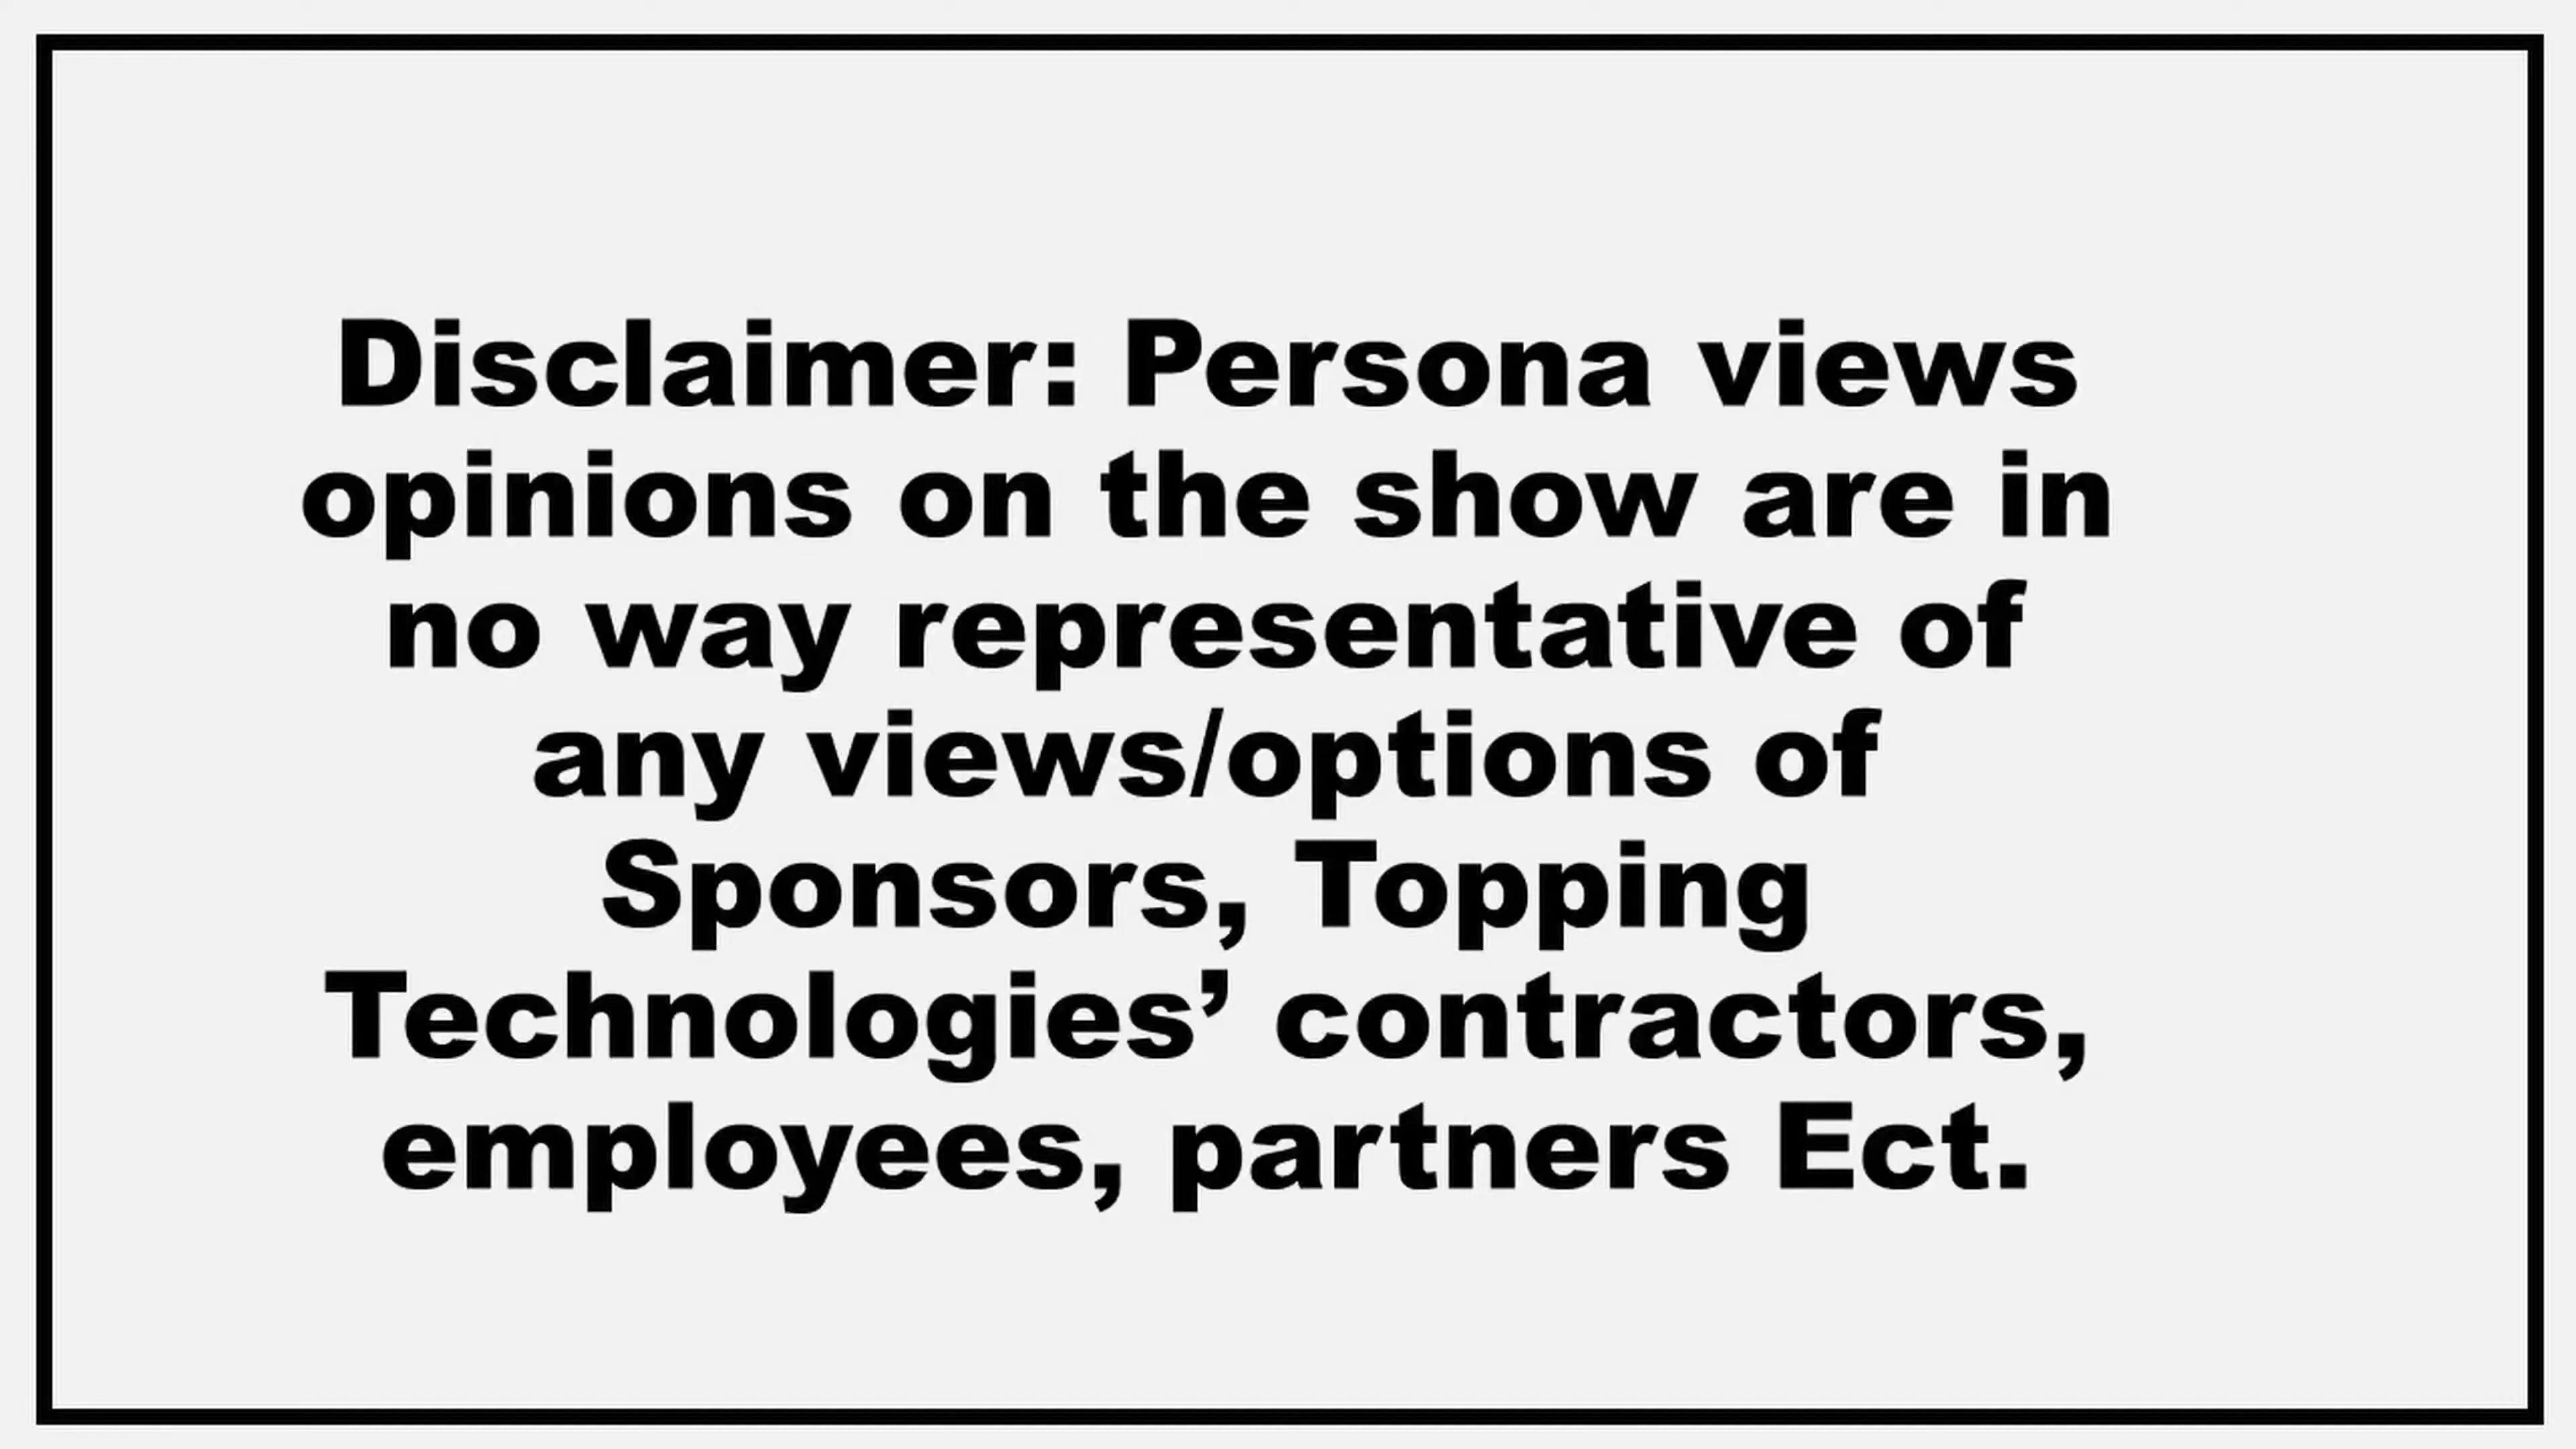 Disclaimer: Persona views
opinions on the show are in
no way representative of
any views/options of
Sponsors, Topping
Technologies’ contractors,
employees, partners Ect.